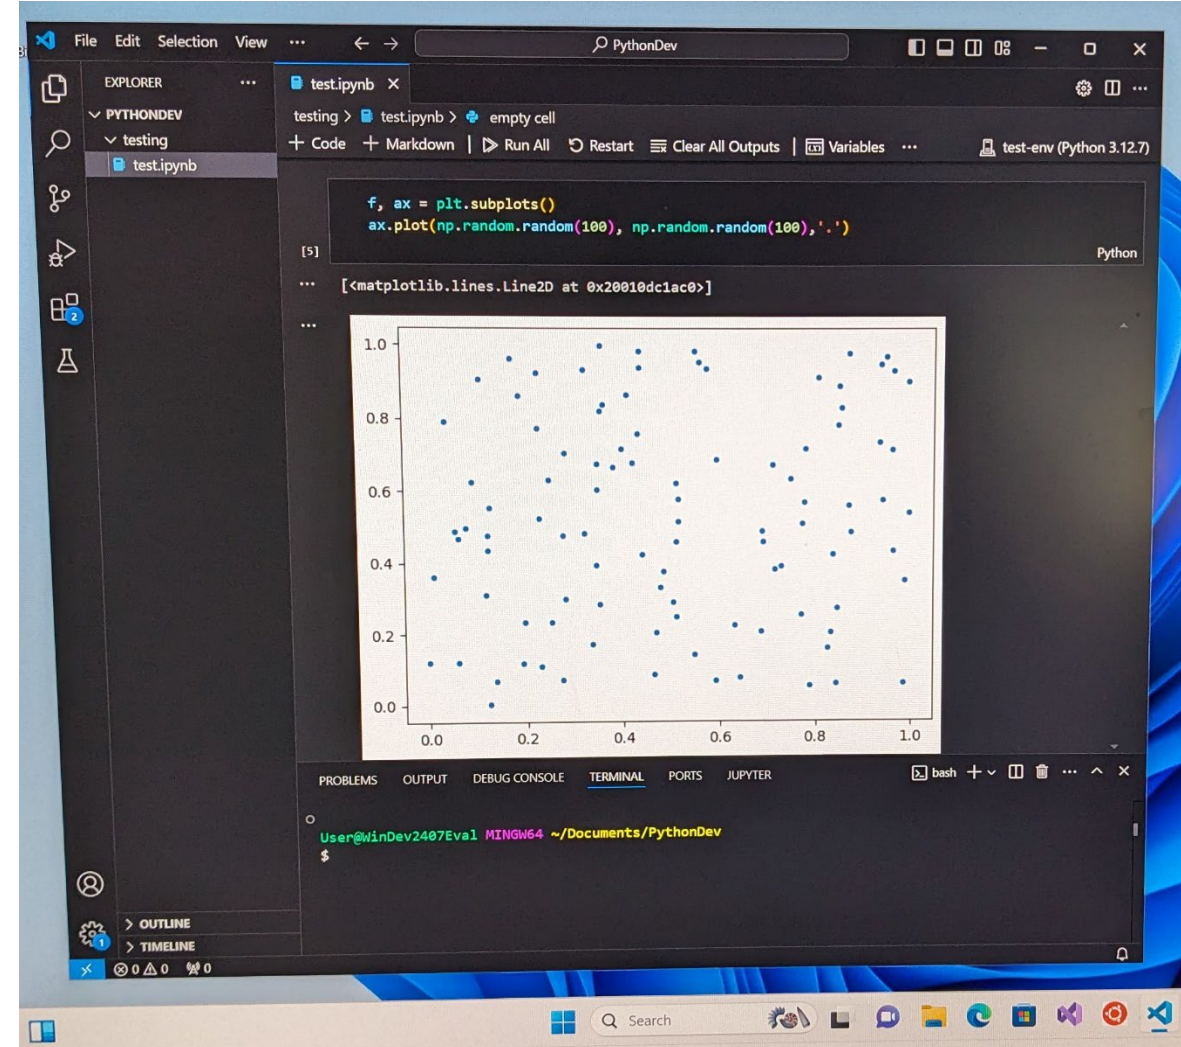 File Edit Selection View ··· ← → PythonDev
EXPLORER ···
PYTHONDEV
testing
test.ipynb
test.ipynb ×
testing > test.ipynb > empty cell
+ Code + Markdown | Run All Restart Clear All Outputs | Variables ··· test-env (Python 3.12.7)
f, ax = plt.subplots()
ax.plot(np.random.random(100), np.random.random(100),'.')
[5]
Python
[<matplotlib.lines.Line2D at 0x20010dc1ac0>]
1.0
0.8
0.6
0.4
0.2
0.0
0.0 0.2 0.4 0.6 0.8 1.0
PROBLEMS OUTPUT DEBUG CONSOLE TERMINAL PORTS JUPYTER bash
User@WinDev2407Eval MINGW64 ~/Documents/PythonDev
$
2
OUTLINE
1
TIMELINE
0 0 0
Search